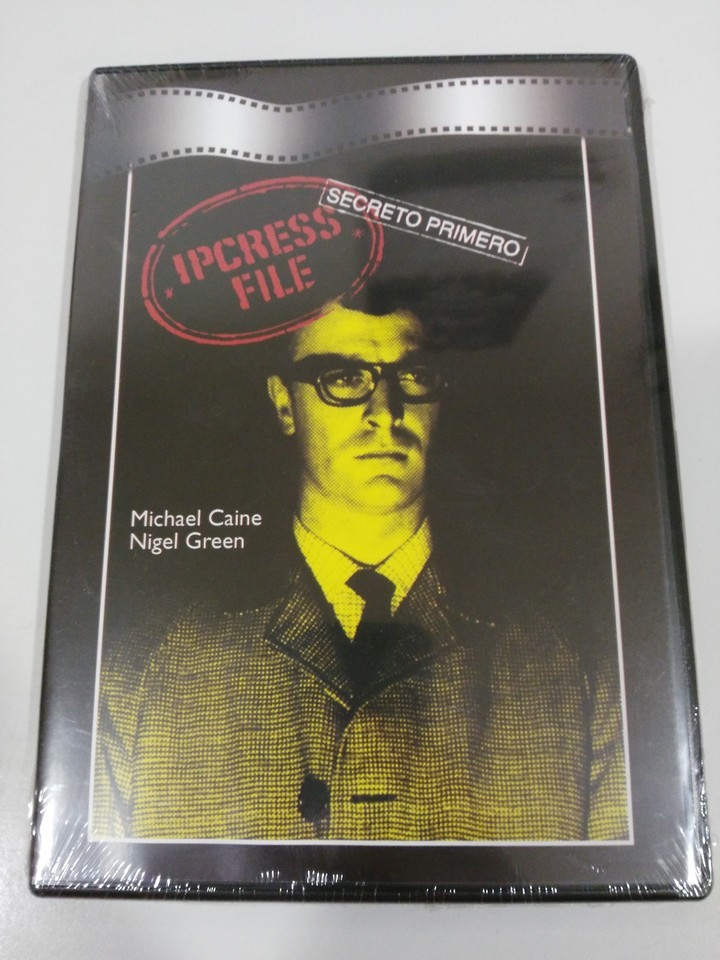 IPCRESS
FILE
SECRETO PRIMERO
Michael Caine
Nigel Green